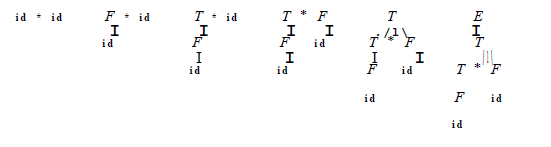 id * id F * id T * id T * F T E
id F F id T * F T
id id F id T * F
id F id
id